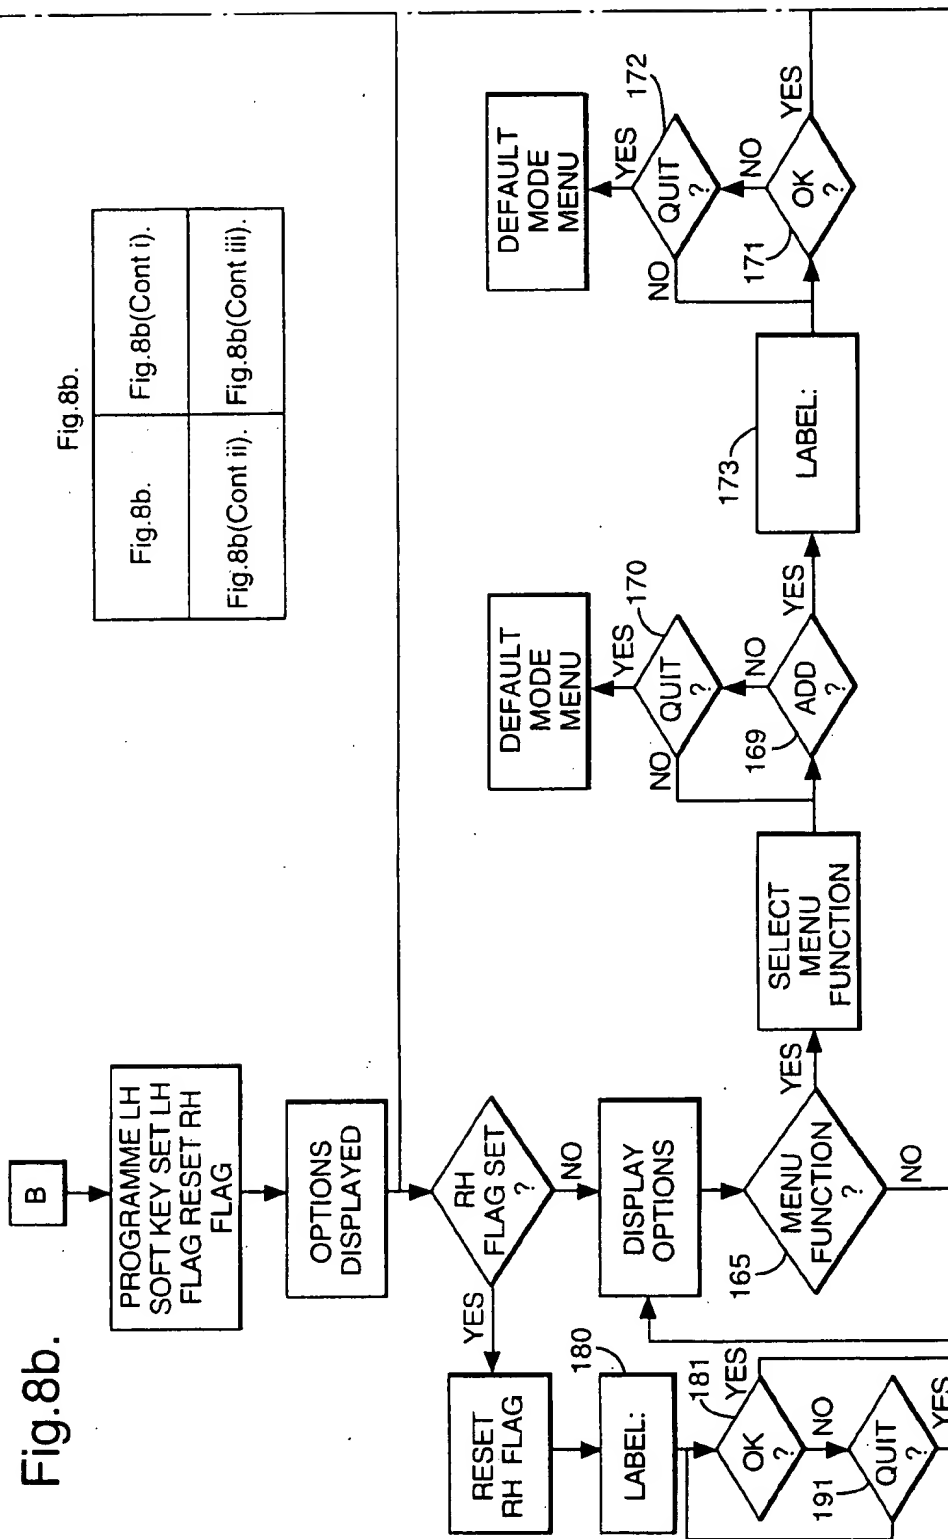 Fig.8b.
Fig.8b.
Fig.8b.
Fig.8b(Cont i).
Fig.8b(Cont ii).
Fig.8b(Cont iii).
B
PROGRAMME LH
SOFT KEY SET LH
FLAG RESET RH
FLAG
OPTIONS
DISPLAYED
RH
FLAG SET
?
YES
NO
RESET
RH FLAG
180
LABEL:
181
OK
?
YES
NO
191
QUIT
?
YES
DISPLAY
OPTIONS
165
MENU
FUNCTION
?
YES
NO
SELECT
MENU
FUNCTION
169
ADD
?
YES
NO
170
QUIT
?
NO
YES
DEFAULT
MODE
MENU
173
LABEL:
171
OK
?
YES
NO
172
QUIT
?
NO
YES
DEFAULT
MODE
MENU